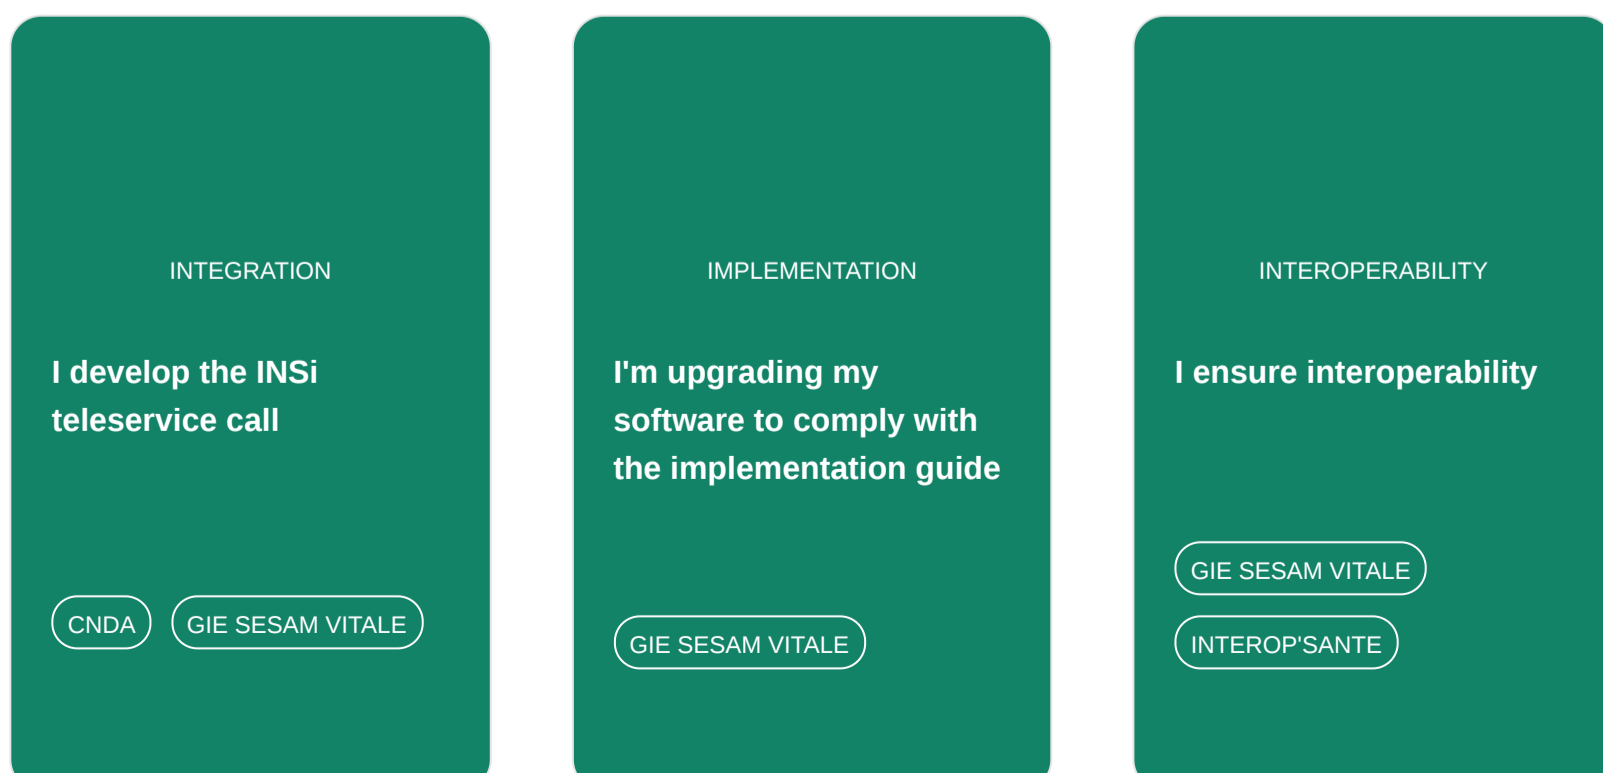 INTEGRATION
I develop the INSi
teleservice call
CNDA
GIE SESAM VITALE
IMPLEMENTATION
I'm upgrading my
software to comply with
the implementation guide
GIE SESAM VITALE
INTEROPERABILITY
I ensure interoperability
GIE SESAM VITALE
INTEROP'SANTE